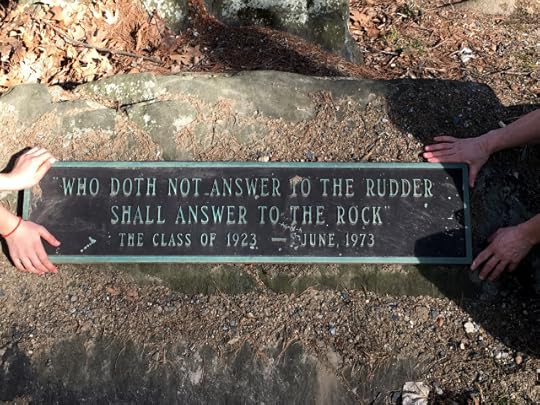 "WHO DOTH NOT ANSWER TO THE RUDDER
SHALL ANSWER TO THE ROCK"
THE CLASS OF 1923 — JUNE, 1973